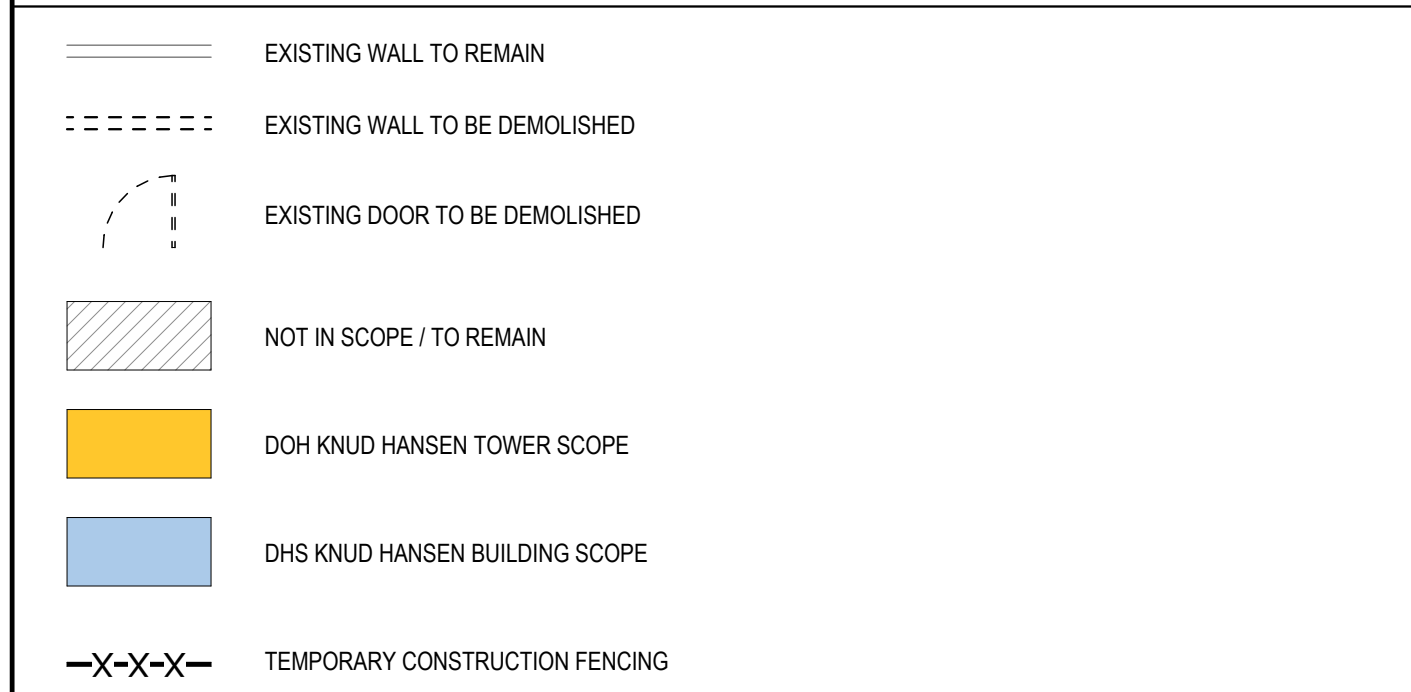 EXISTING WALL TO REMAIN
EXISTING WALL TO BE DEMOLISHED
EXISTING DOOR TO BE DEMOLISHED
NOT IN SCOPE / TO REMAIN
DOH KNUD HANSEN TOWER SCOPE
DHS KNUD HANSEN BUILDING SCOPE
X-X-X TEMPORARY CONSTRUCTION FENCING